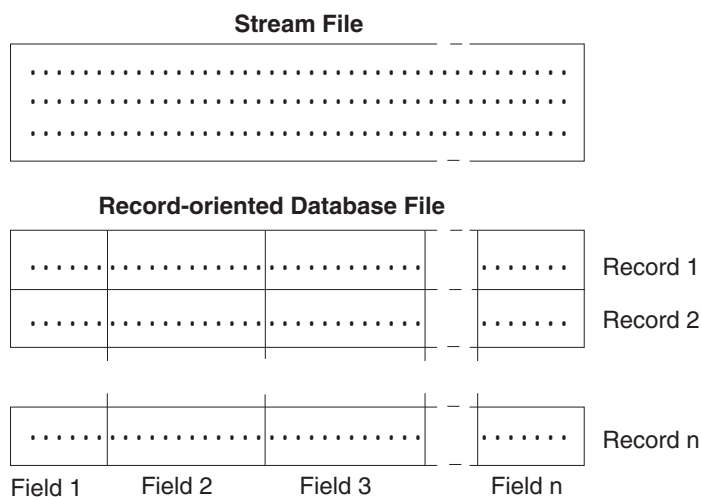 Stream File
Record-oriented Database File
Record 1
Record 2
Record n
Field 1 Field 2 Field 3 Field n